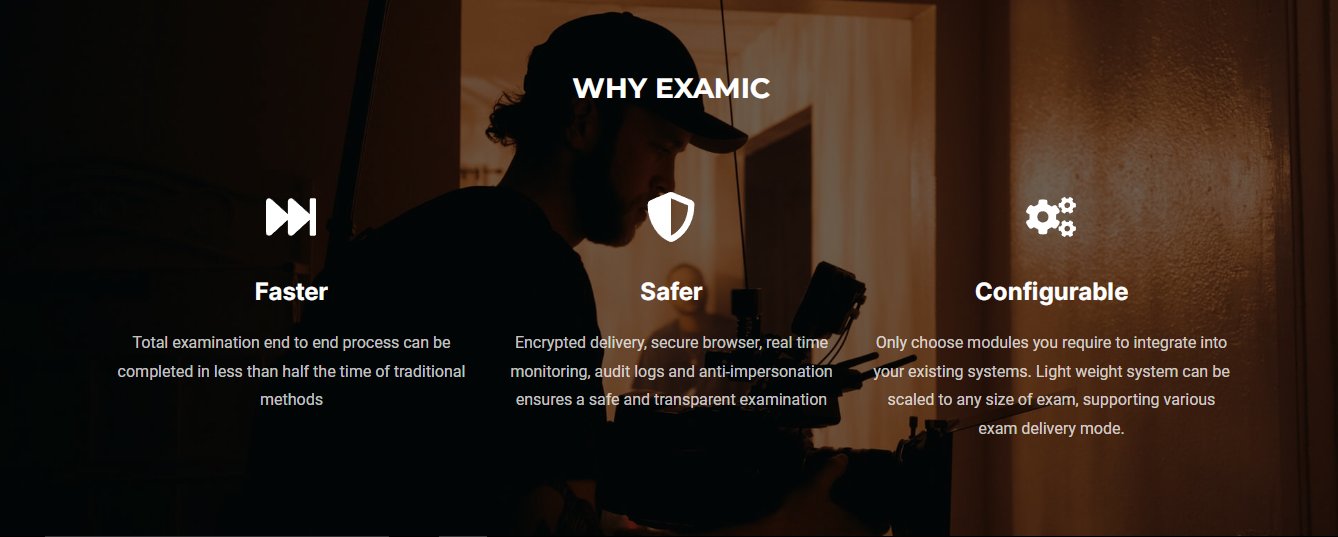 WHY EXAMIC
Faster
Total examination end to end process can be
completed in less than half the time of traditional
methods
Safer
Encrypted delivery, secure browser, real time
monitoring, audit logs and anti-impersonation
ensures a safe and transparent examination
Configurable
Only choose modules you require to integrate into
your existing systems. Light weight system can be
scaled to any size of exam, supporting various
exam delivery mode.